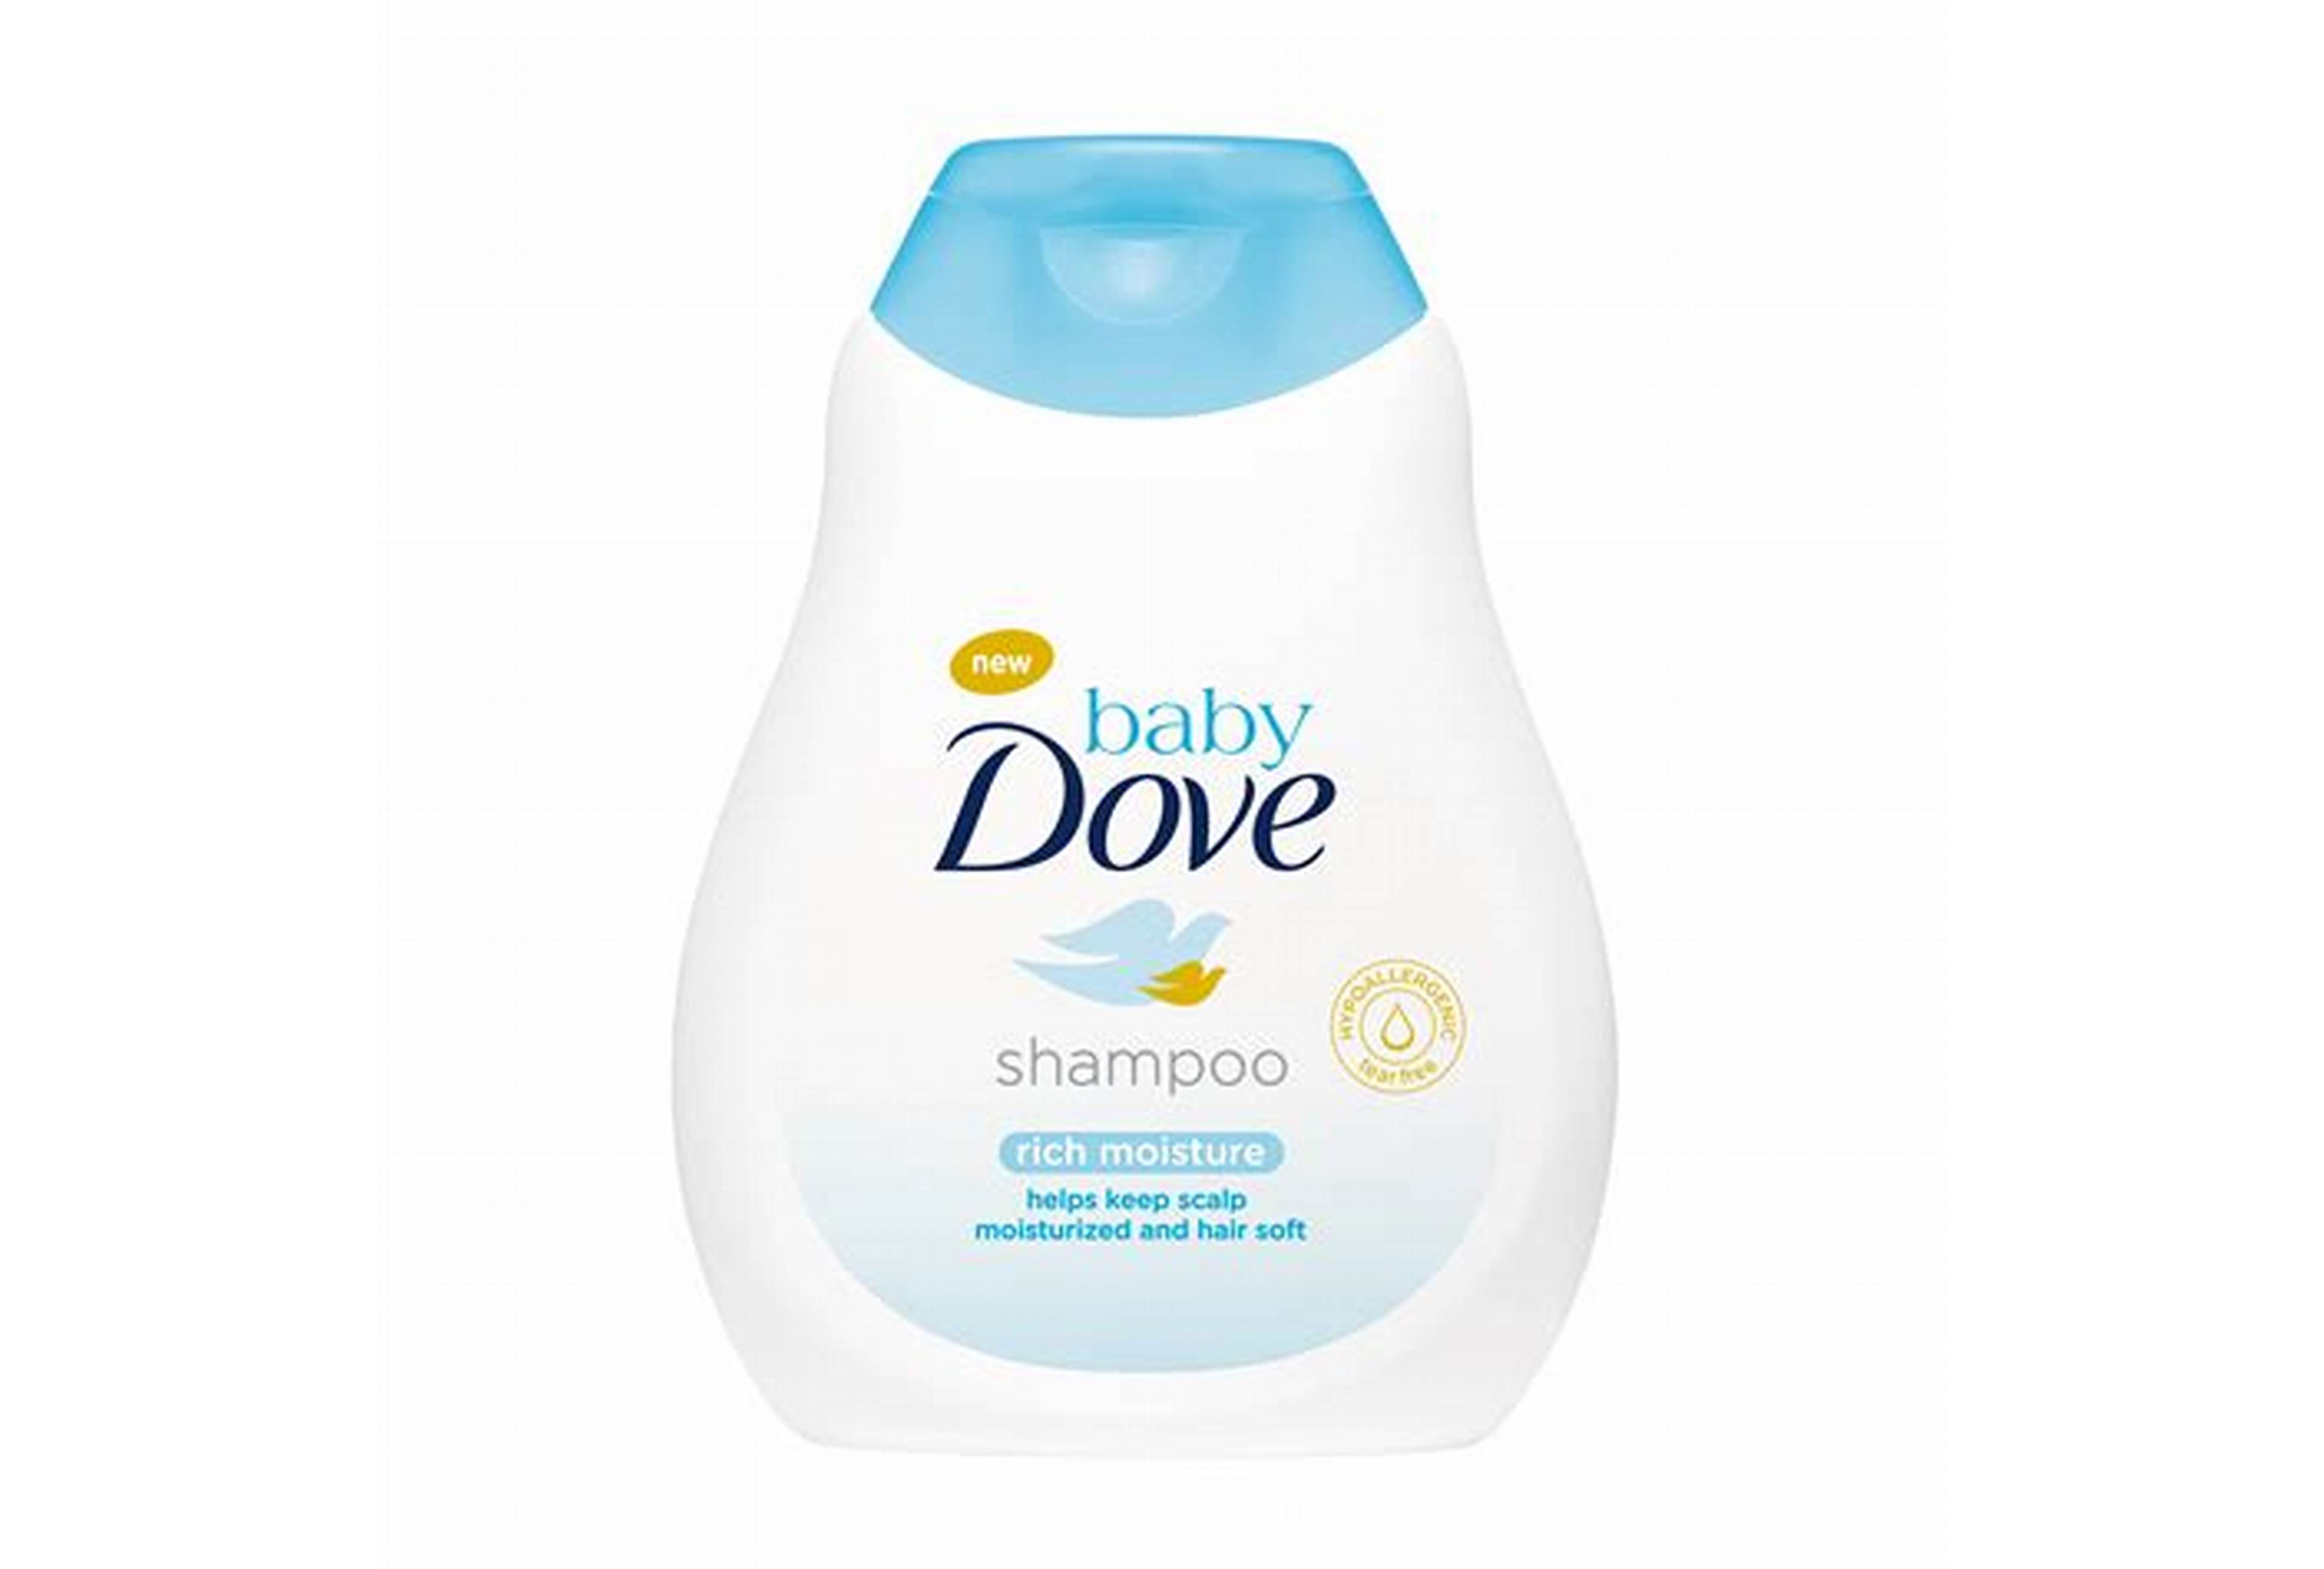 new
baby
Dove
shampoo
HYPOALLERGENIC
tear free
rich moisture
helps keep scalp
moisturized and hair soft